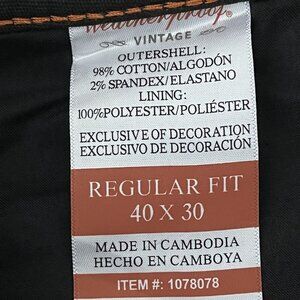 Weatherproof®
VINTAGE
OUTERSHELL:
98% COTTON/ALGODÓN
2% SPANDEX/ELASTANO
LINING:
100%POLYESTER/POLIÉSTER
EXCLUSIVE OF DECORATION
EXCLUSIVO DE DECORACIÓN
REGULAR FIT
40 X 30
MADE IN CAMBODIA
HECHO EN CAMBOYA
ITEM #: 1078078